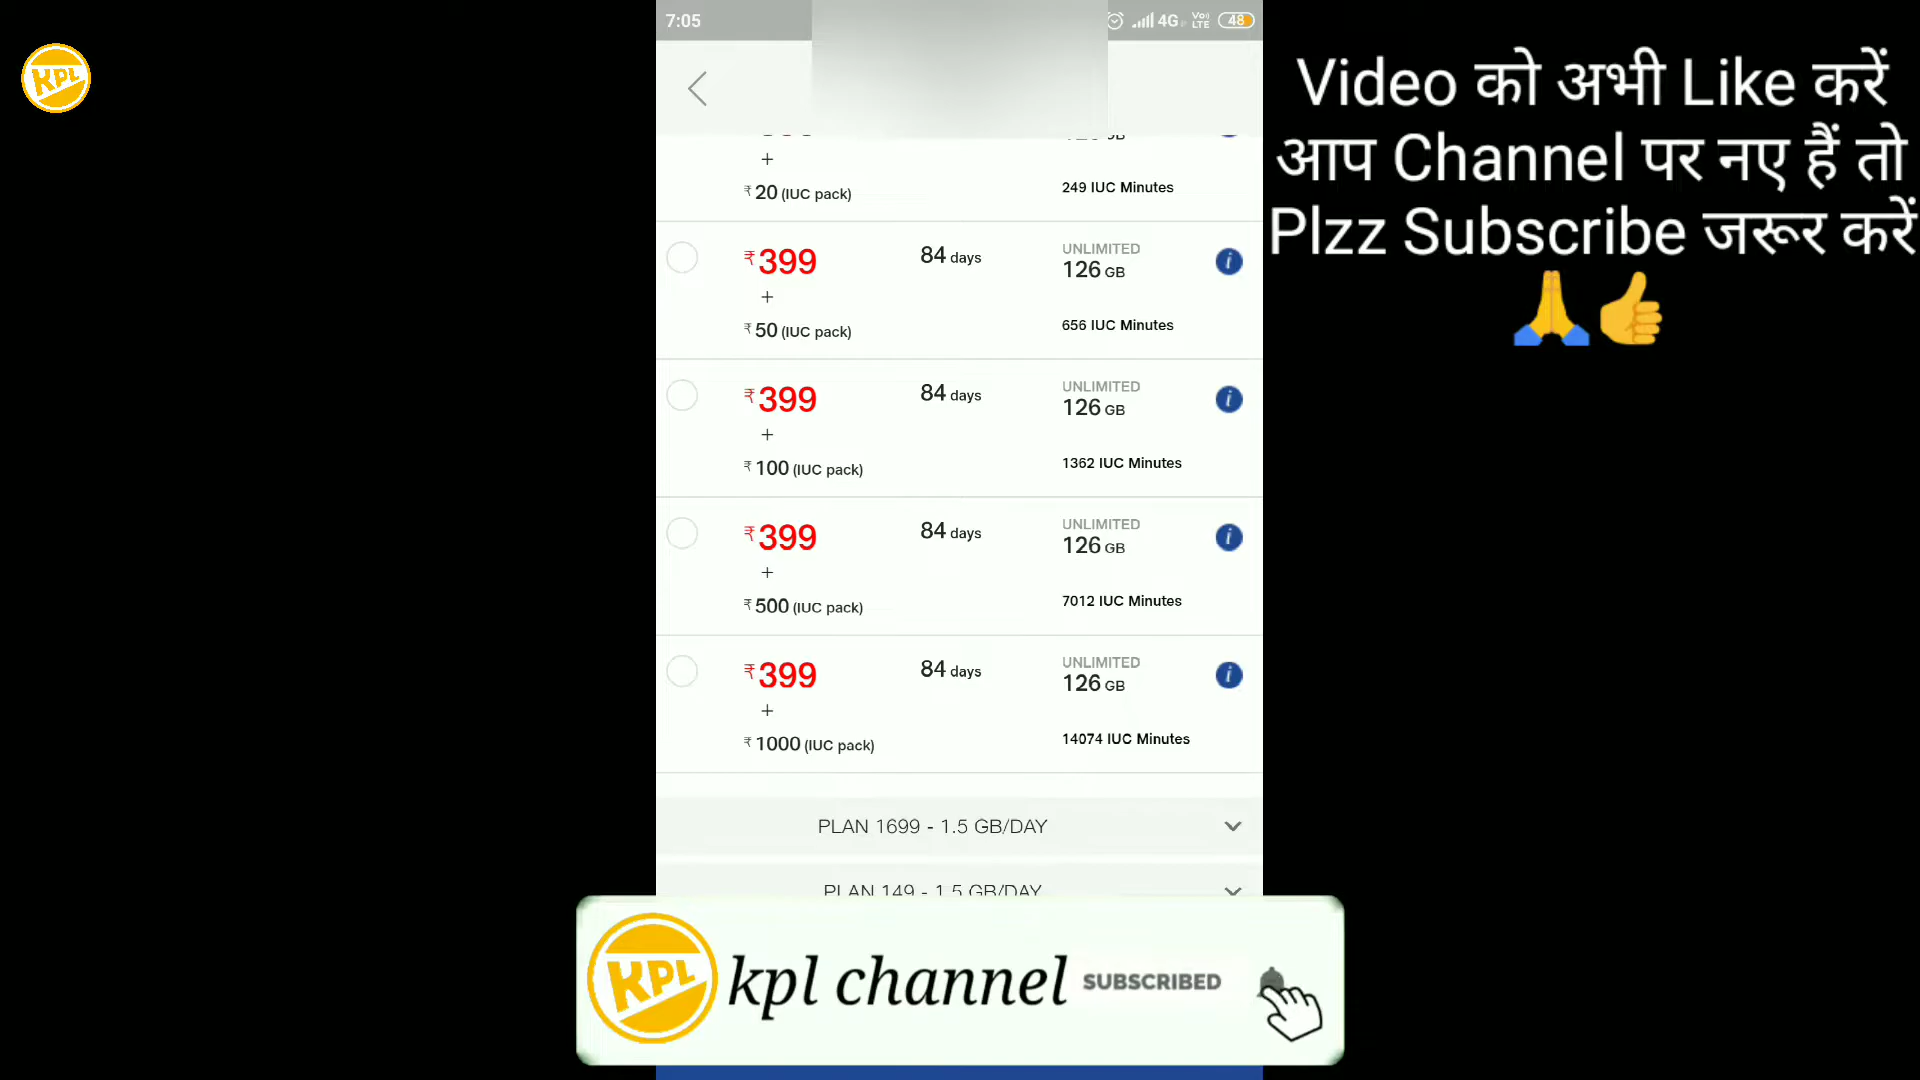 7:05
4G
Vo))
LTE
48
KPL
Video को अभी Like करें
आप Channel पर नए हैं तो
Plzz Subscribe जरूर करें
+
₹ 20 (IUC pack)
249 IUC Minutes
₹ 399
84 days
UNLIMITED
126 GB
+
₹ 50 (IUC pack)
656 IUC Minutes
₹ 399
84 days
UNLIMITED
126 GB
+
₹ 100 (IUC pack)
1362 IUC Minutes
₹ 399
84 days
UNLIMITED
126 GB
+
₹ 500 (IUC pack)
7012 IUC Minutes
₹ 399
84 days
UNLIMITED
126 GB
+
₹ 1000 (IUC pack)
14074 IUC Minutes
PLAN 1699 - 1.5 GB/DAY
PLAN 149 - 1.5 GB/DAY
KPL
kpl channel SUBSCRIBED